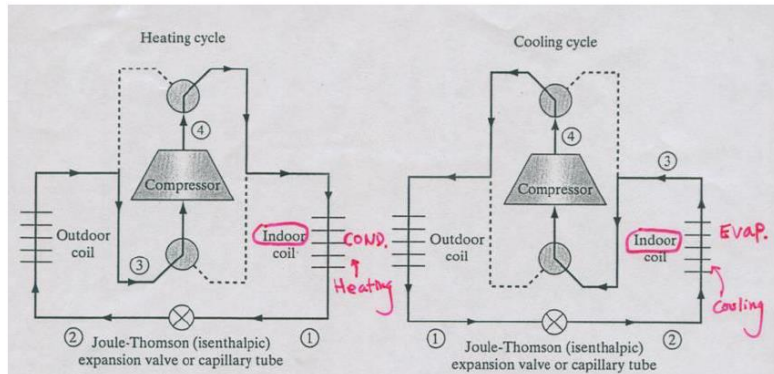 Heating cycle
④
Compressor
Outdoor
coil
Indoor
coil
COND.
Heating
③
②
①
Joule-Thomson (isenthalpic)
expansion valve or capillary tube
Cooling cycle
④
③
Compressor
Outdoor
coil
Indoor
coil
Evap.
Cooling
①
②
Joule-Thomson (isenthalpic)
expansion valve or capillary tube